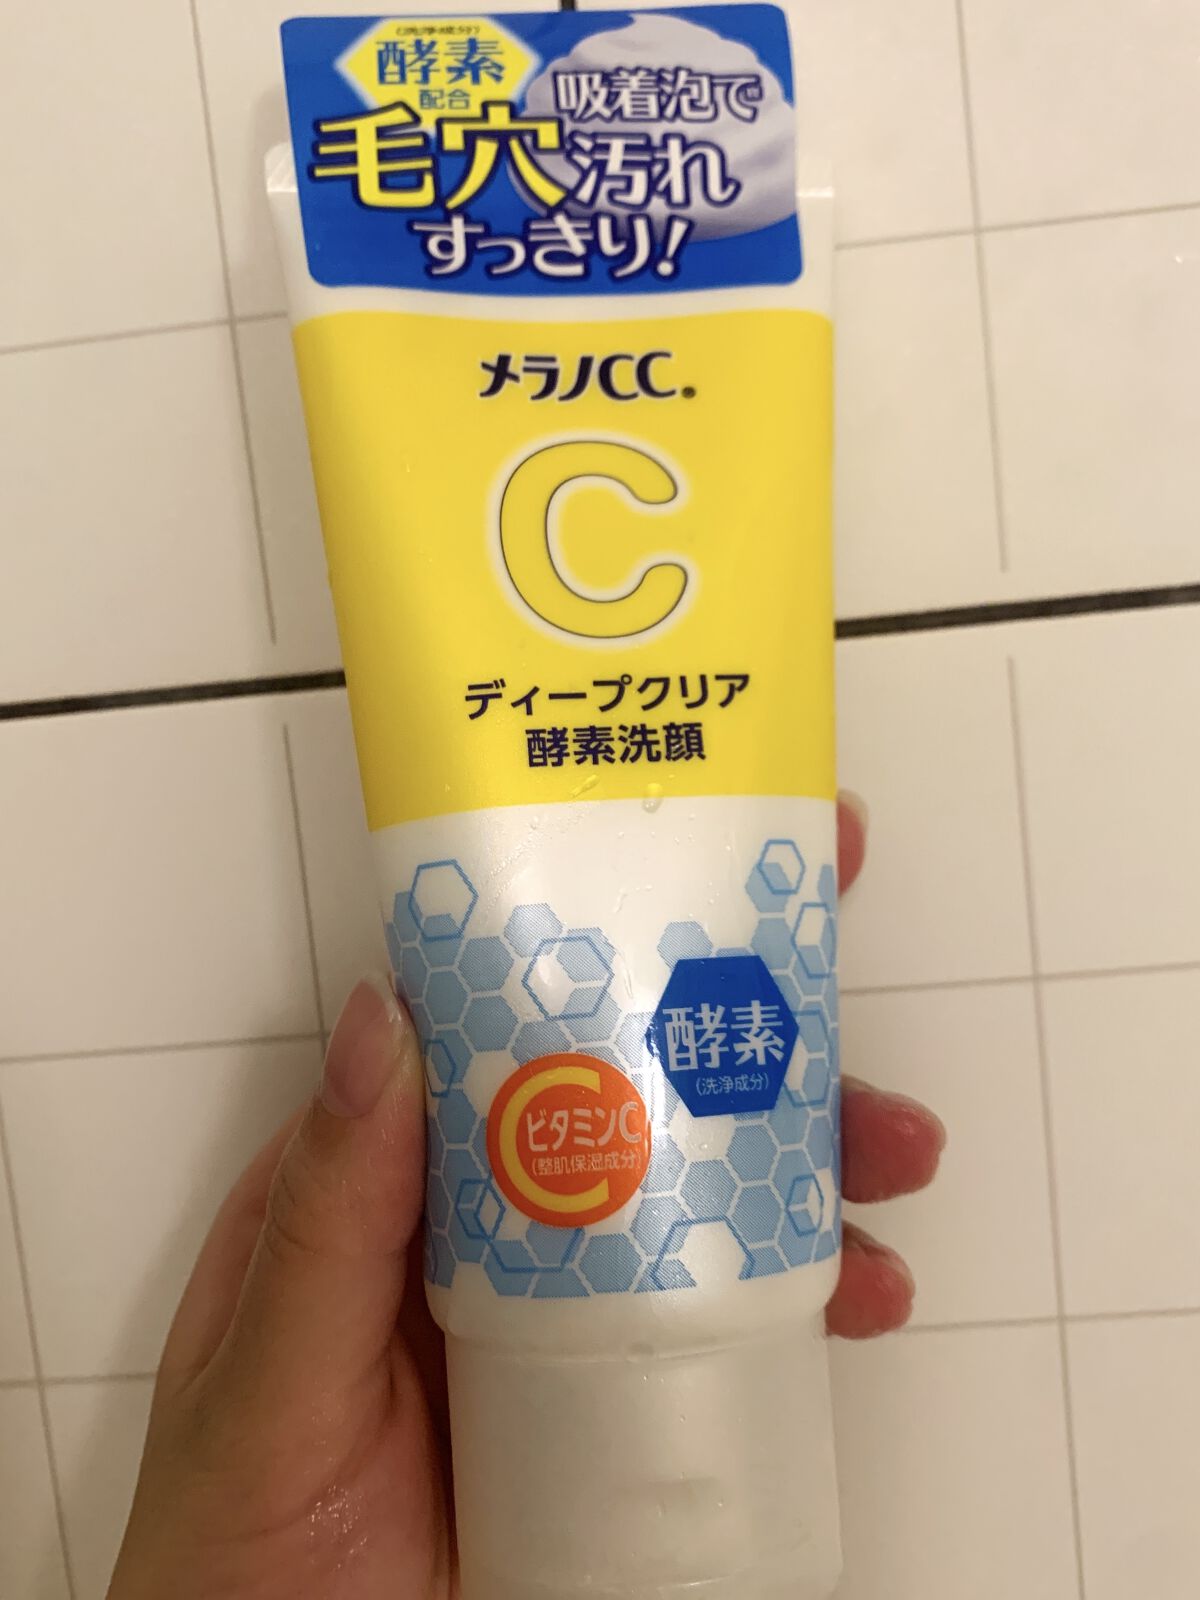 (洗浄成分)
酵素
配合
吸着泡で
毛穴汚れ
すっきり!
メラノCC®
C
ディープクリア
酵素洗顔
酵素
(洗浄成分)
C
ビタミンC
(整肌保湿成分)